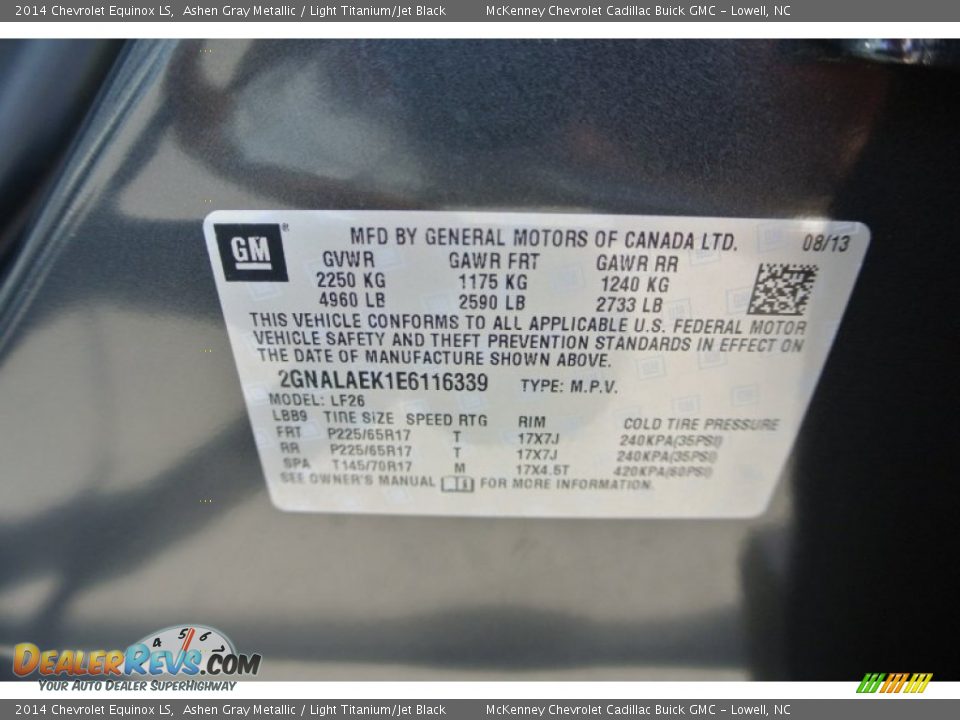 2014 Chevrolet Equinox LS, Ashen Gray Metallic / Light Titanium/Jet Black McKenney Chevrolet Cadillac Buick GMC - Lowell, NC
GM ® MFD BY GENERAL MOTORS OF CANADA LTD. 08/13
GVWR GAWR FRT GAWR RR
2250 KG 1175 KG 1240 KG
4960 LB 2590 LB 2733 LB
THIS VEHICLE CONFORMS TO ALL APPLICABLE U.S. FEDERAL MOTOR
VEHICLE SAFETY AND THEFT PREVENTION STANDARDS IN EFFECT ON
THE DATE OF MANUFACTURE SHOWN ABOVE.
2GNALAEK1E6116339 TYPE: M.P.V.
MODEL: LF26
LBB9 TIRE SIZE SPEED RTG RIM COLD TIRE PRESSURE
FRT P225/65R17 T 17X7J 240KPA(35PSI)
RR P225/65R17 T 17X7J 240KPA(35PSI)
SPA T145/70R17 M 17X4.5T 420KPA(60PSI)
SEE OWNER'S MANUAL FOR MORE INFORMATION.
4 5 6
DEALERREVS.COM
YOUR AUTO DEALER SUPERHIGHWAY
2014 Chevrolet Equinox LS, Ashen Gray Metallic / Light Titanium/Jet Black McKenney Chevrolet Cadillac Buick GMC - Lowell, NC